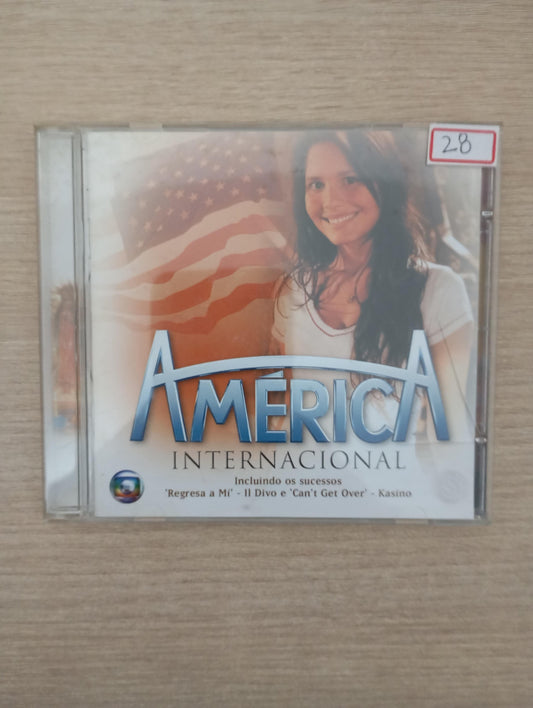 28
AMÉRICA
INTERNACIONAL
Incluindo os sucessos
'Regresa a Mí' - Il Divo e 'Can't Get Over' - Kasino